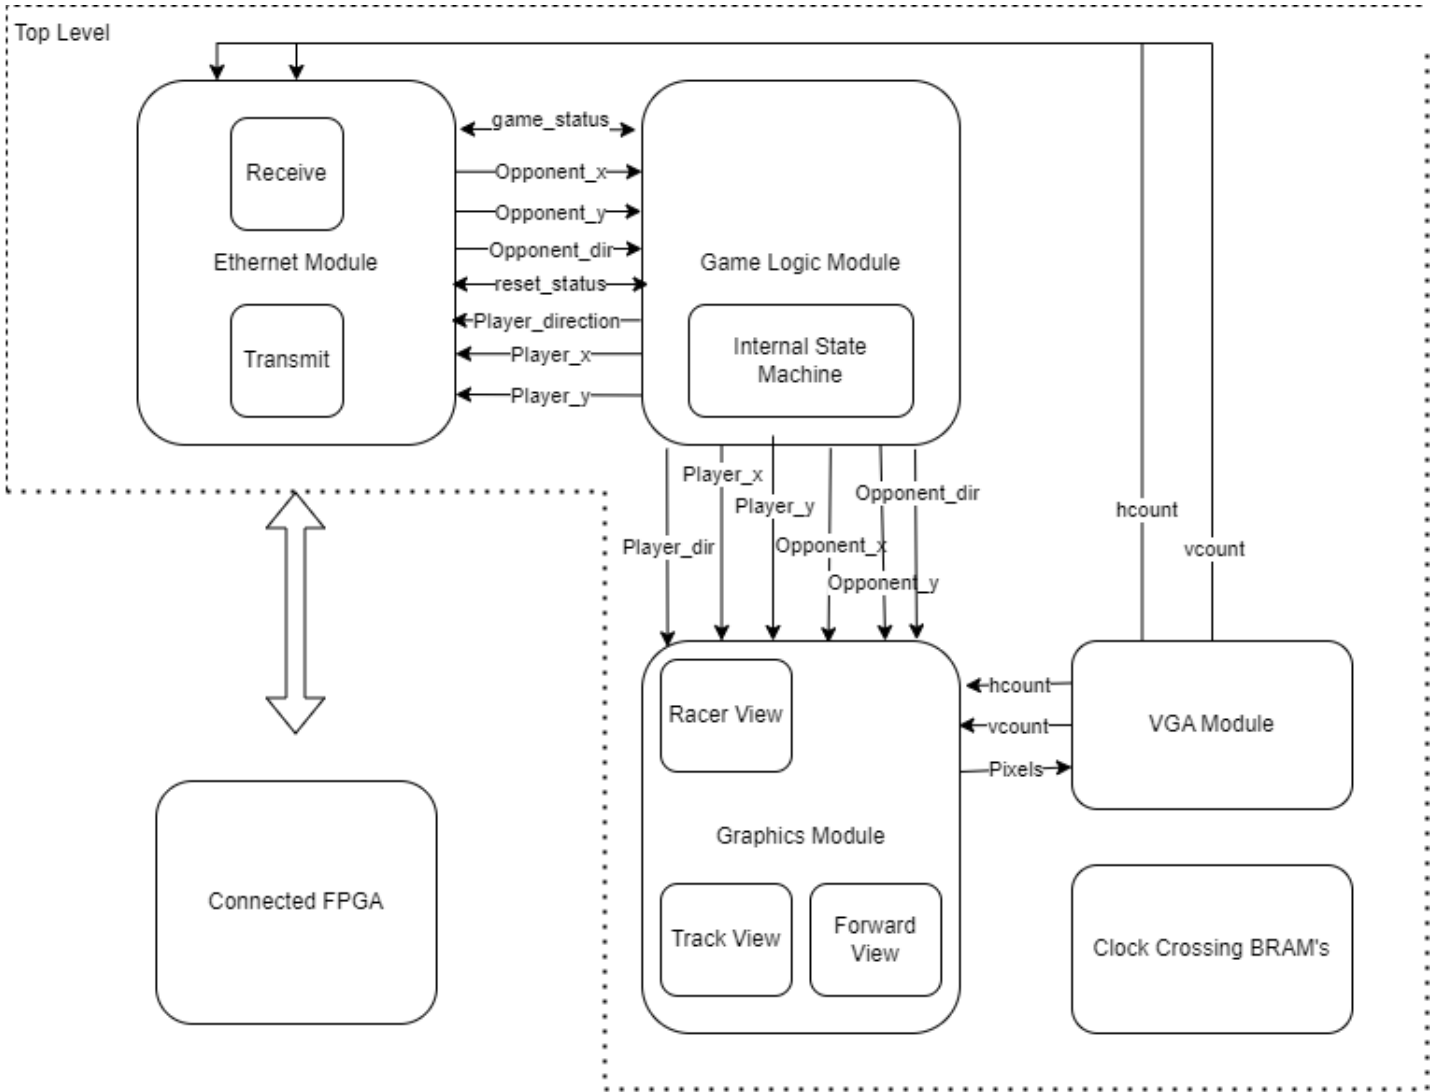 Top Level
game_status
Receive
Opponent_x
Opponent_y
Opponent_dir
Ethernet Module
Game Logic Module
reset_status
Player_direction
Transmit
Player_x
Internal State
Machine
Player_y
Player_x
Opponent_dir
Player_y
hcount
Player_dir
Opponent_x
vcount
Opponent_y
hcount
Racer View
vcount
VGA Module
Pixels
Graphics Module
Connected FPGA
Track View
Forward
View
Clock Crossing BRAM's